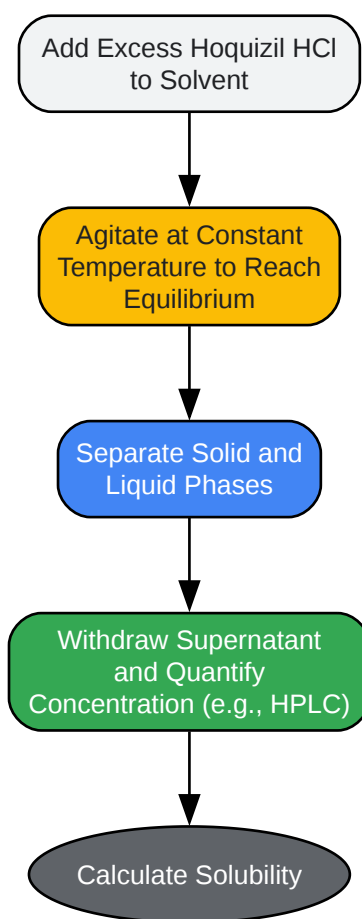 Add Excess Hoquizil HCl
to Solvent
Agitate at Constant
Temperature to Reach
Equilibrium
Separate Solid and
Liquid Phases
Withdraw Supernatant
and Quantify
Concentration (e.g., HPLC)
Calculate Solubility